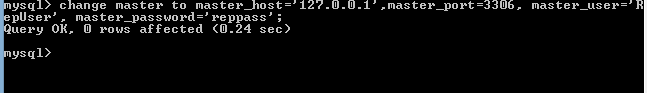 mysql> change master to master_host='127.0.0.1',master_port=3306, master_user='R
epUser', master_password='reppass';
Query OK, 0 rows affected (0.24 sec)
mysql>